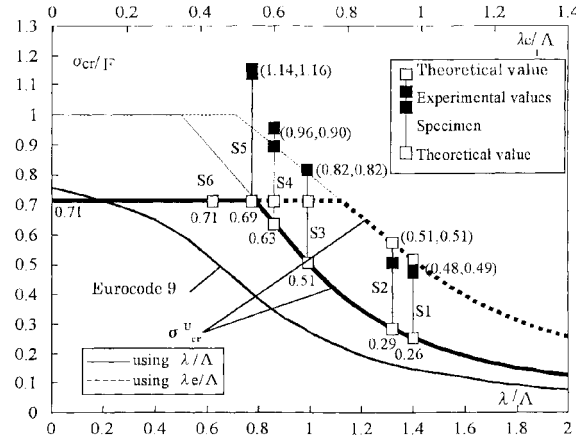 0 0.2 0.4 0.6 0.8 1 1.2 1.4
1.3
1.2
1.1
1
0.9
0.8
0.7
0.6
0.5
0.4
0.3
0.2
0.1
0
σcr/F
λe/Λ
Theoretical value
Experimental values
Specimen
Theoretical value
(1.14,1.16)
(0.96,0.90)
(0.82,0.82)
(0.51,0.51)
(0.48,0.49)
S5
S4
S6
S3
S2
S1
0.71
0.71
0.69
0.63
0.51
0.29
0.26
Eurocode 9
σ U cr
using λ/Λ
using λe/Λ
λ/Λ
0 0.2 0.4 0.6 0.8 1 1.2 1.4 1.6 1.8 2